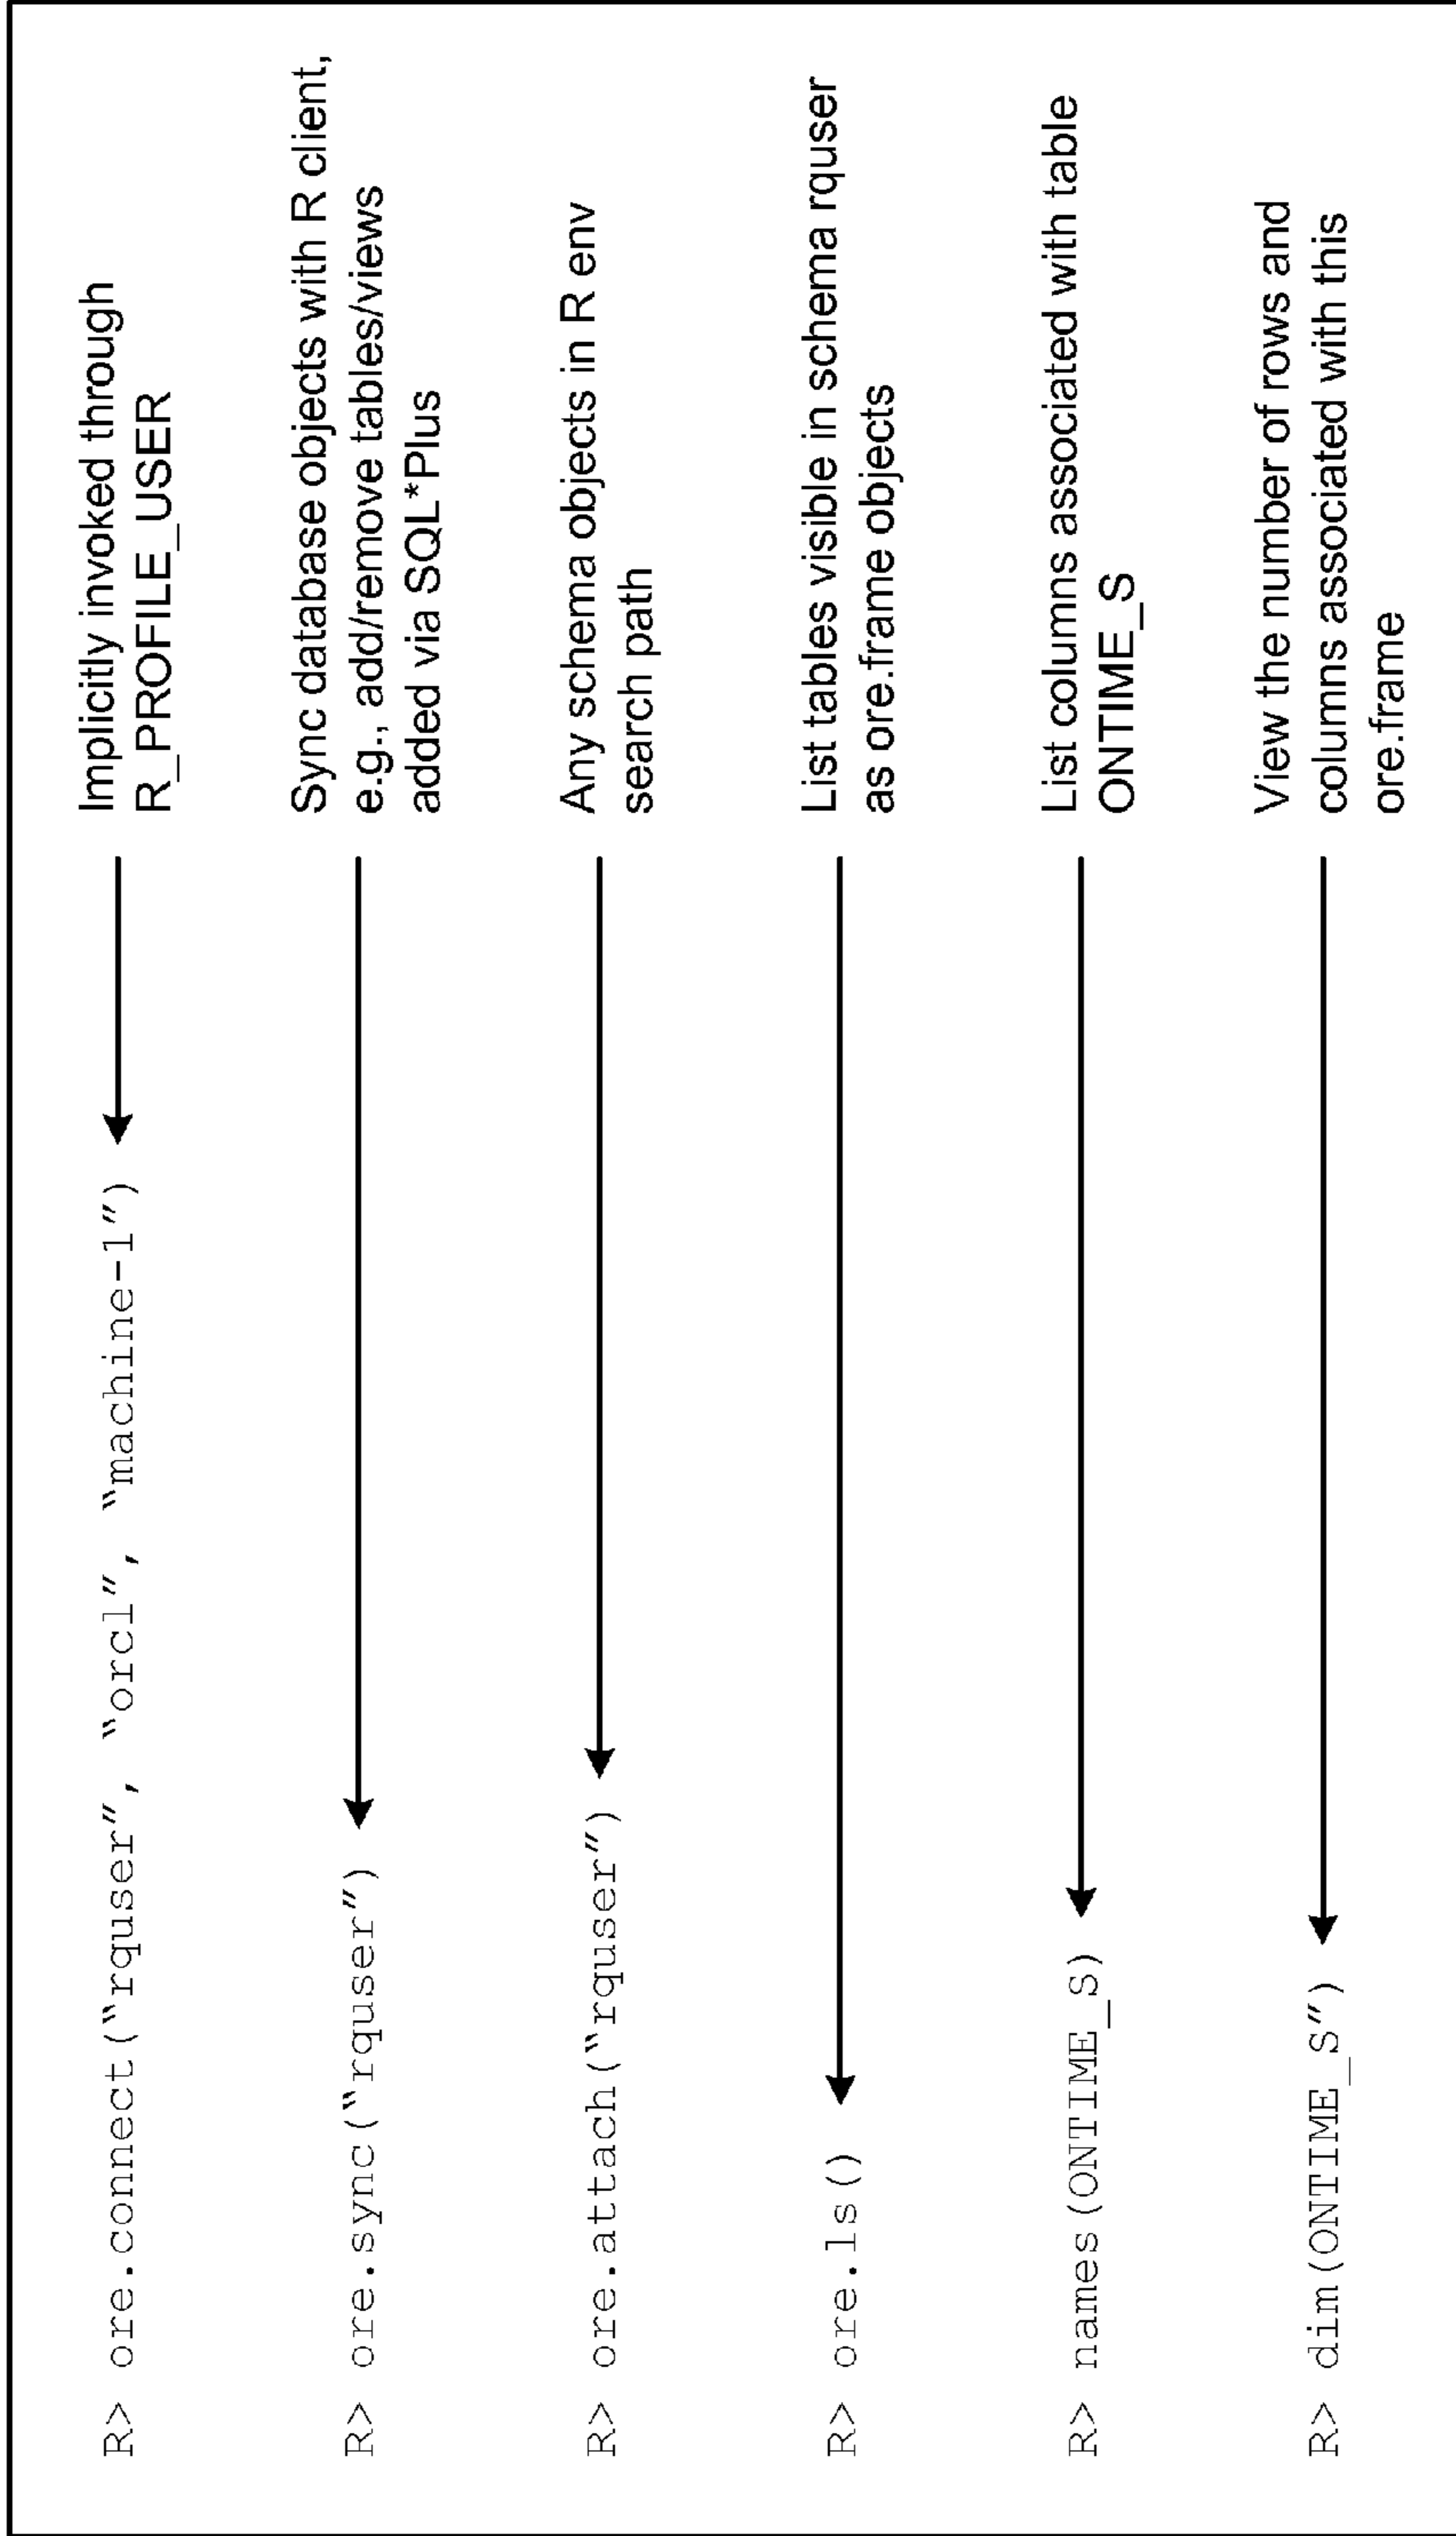 R> ore.connect(“rquser”, “orcl”, “machine-1”)
Implicitly invoked through
R_PROFILE_USER
R> ore.sync(“rquser”)
Sync database objects with R client,
e.g., add/remove tables/views
added via SQL*Plus
R> ore.attach(“rquser”)
Any schema objects in R env
search path
R> ore.ls()
List tables visible in schema rquser
as ore.frame objects
R> names(ONTIME_S)
List columns associated with table
ONTIME_S
R> dim(ONTIME_S”)
View the number of rows and
columns associated with this
ore.frame